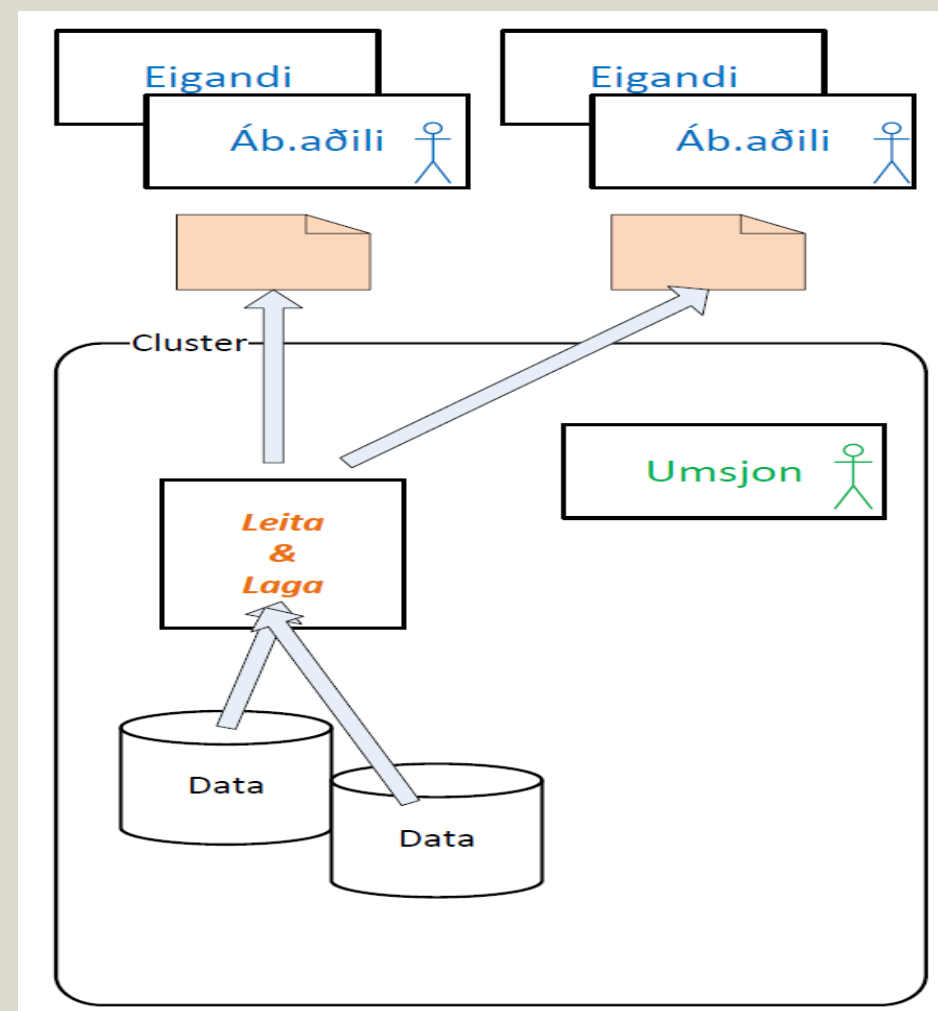 Eigandi
Áb.aðili
Eigandi
Áb.aðili
Cluster
Umsjon
Leita
&
Laga
Data
Data